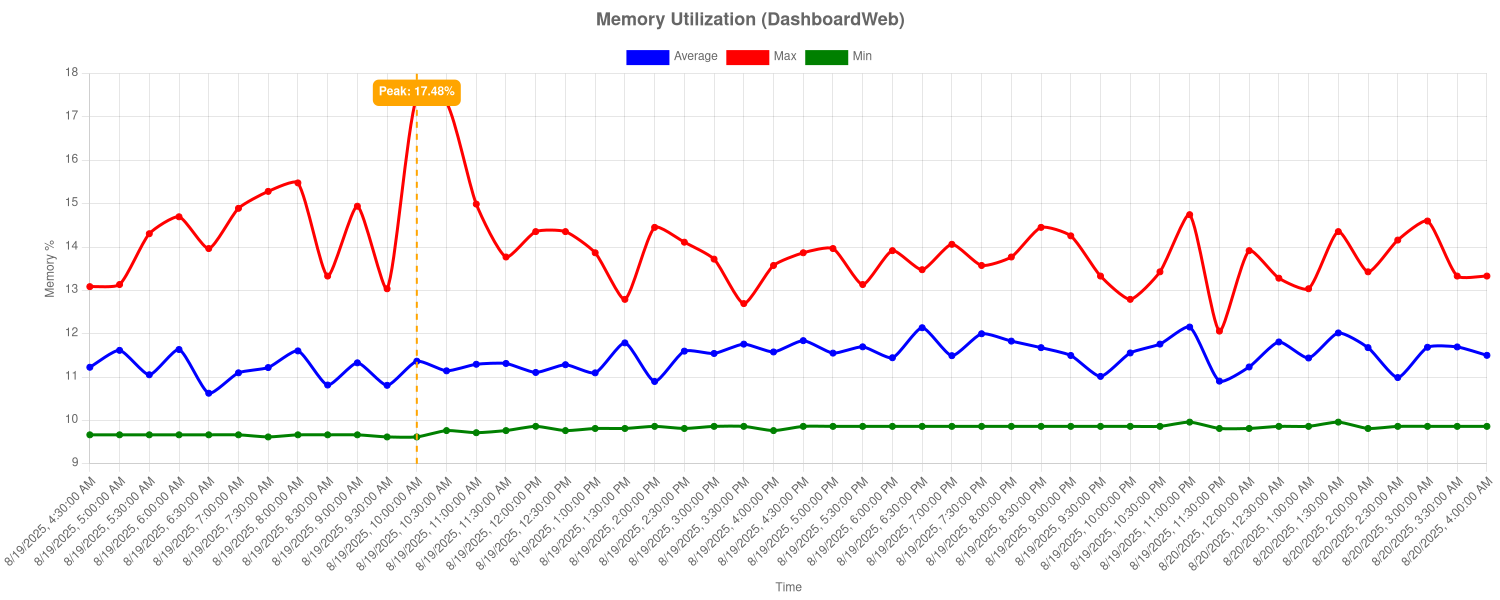 Memory Utilization (DashboardWeb)
Average Max Min
Peak: 17.48%
18
17
16
15
14
13
12
11
10
9
Memory %
8/19/2025, 4:30:00 AM
8/19/2025, 5:00:00 AM
8/19/2025, 5:30:00 AM
8/19/2025, 6:00:00 AM
8/19/2025, 6:30:00 AM
8/19/2025, 7:00:00 AM
8/19/2025, 7:30:00 AM
8/19/2025, 8:00:00 AM
8/19/2025, 8:30:00 AM
8/19/2025, 9:00:00 AM
8/19/2025, 9:30:00 AM
8/19/2025, 10:00:00 AM
8/19/2025, 10:30:00 AM
8/19/2025, 11:00:00 AM
8/19/2025, 11:30:00 AM
8/19/2025, 12:00:00 PM
8/19/2025, 12:30:00 PM
8/19/2025, 1:00:00 PM
8/19/2025, 1:30:00 PM
8/19/2025, 2:00:00 PM
8/19/2025, 2:30:00 PM
8/19/2025, 3:00:00 PM
8/19/2025, 3:30:00 PM
8/19/2025, 4:00:00 PM
8/19/2025, 4:30:00 PM
8/19/2025, 5:00:00 PM
8/19/2025, 5:30:00 PM
8/19/2025, 6:00:00 PM
8/19/2025, 6:30:00 PM
8/19/2025, 7:00:00 PM
8/19/2025, 7:30:00 PM
8/19/2025, 8:00:00 PM
8/19/2025, 8:30:00 PM
8/19/2025, 9:00:00 PM
8/19/2025, 9:30:00 PM
8/19/2025, 10:00:00 PM
8/19/2025, 10:30:00 PM
8/19/2025, 11:00:00 PM
8/19/2025, 11:30:00 PM
8/20/2025, 12:00:00 AM
8/20/2025, 12:30:00 AM
8/20/2025, 1:00:00 AM
8/20/2025, 1:30:00 AM
8/20/2025, 2:00:00 AM
8/20/2025, 2:30:00 AM
8/20/2025, 3:00:00 AM
8/20/2025, 3:30:00 AM
8/20/2025, 4:00:00 AM
Time